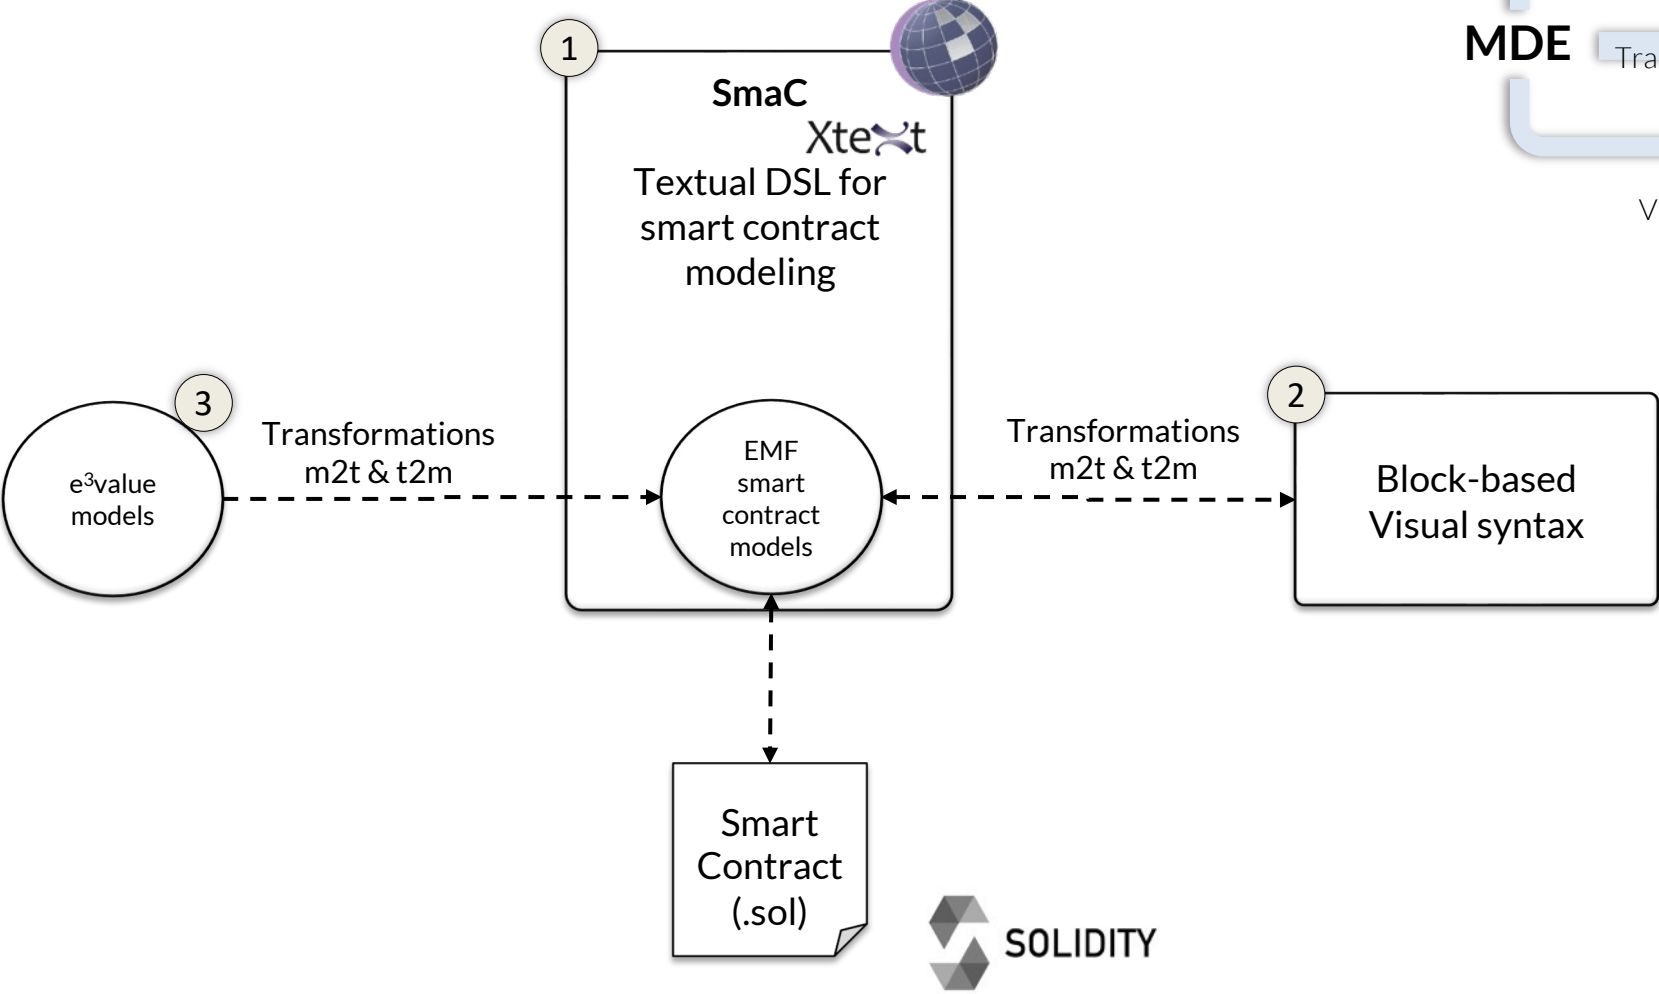 1
SmaC
Xtext
Textual DSL for
smart contract
modeling
MDE
3
e³value
models
Transformations
m2t & t2m
EMF
smart
contract
models
Transformations
m2t & t2m
2
Block-based
Visual syntax
Smart
Contract
(.sol)
SOLIDITY